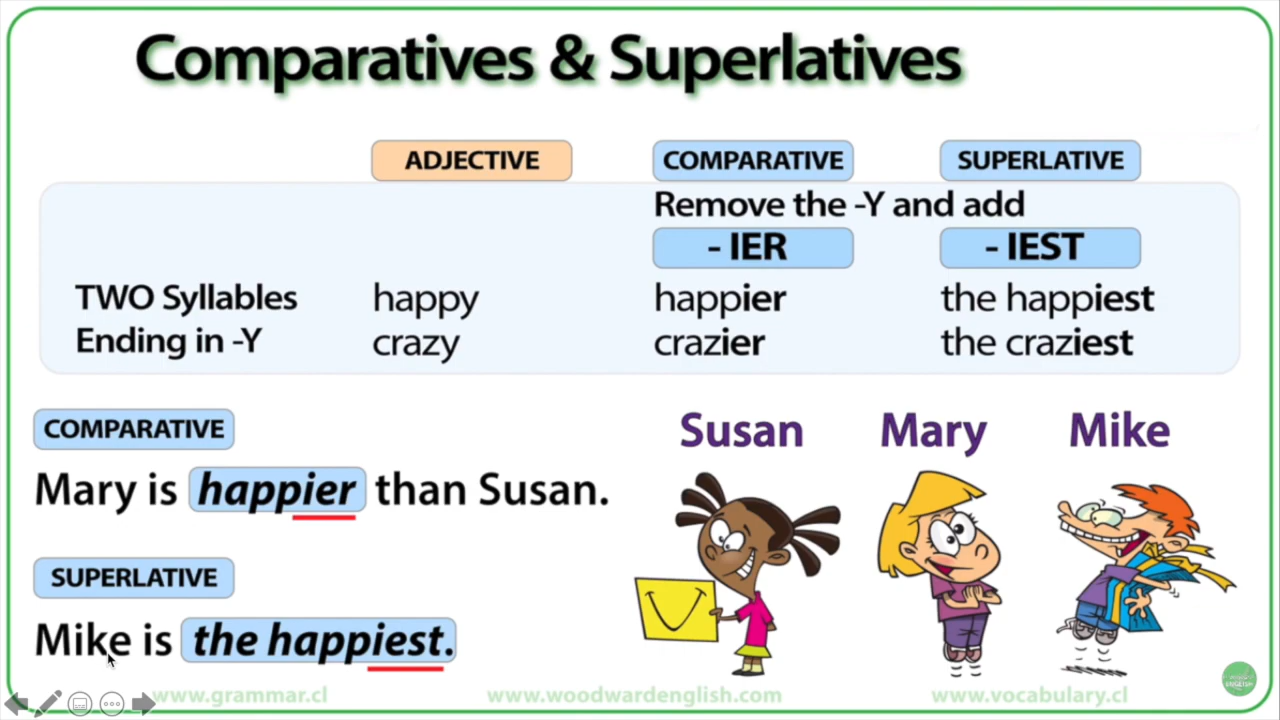 Comparatives & Superlatives
ADJECTIVE COMPARATIVE SUPERLATIVE
Remove the -Y and add
- IER - IEST
TWO Syllables happy happier the happiest
Ending in -Y crazy crazier the craziest
COMPARATIVE
Mary is happier than Susan.
SUPERLATIVE
Mike is the happiest.
Susan Mary Mike
www.grammar.cl www.woodwardenglish.com www.vocabulary.cl
ENGLISH